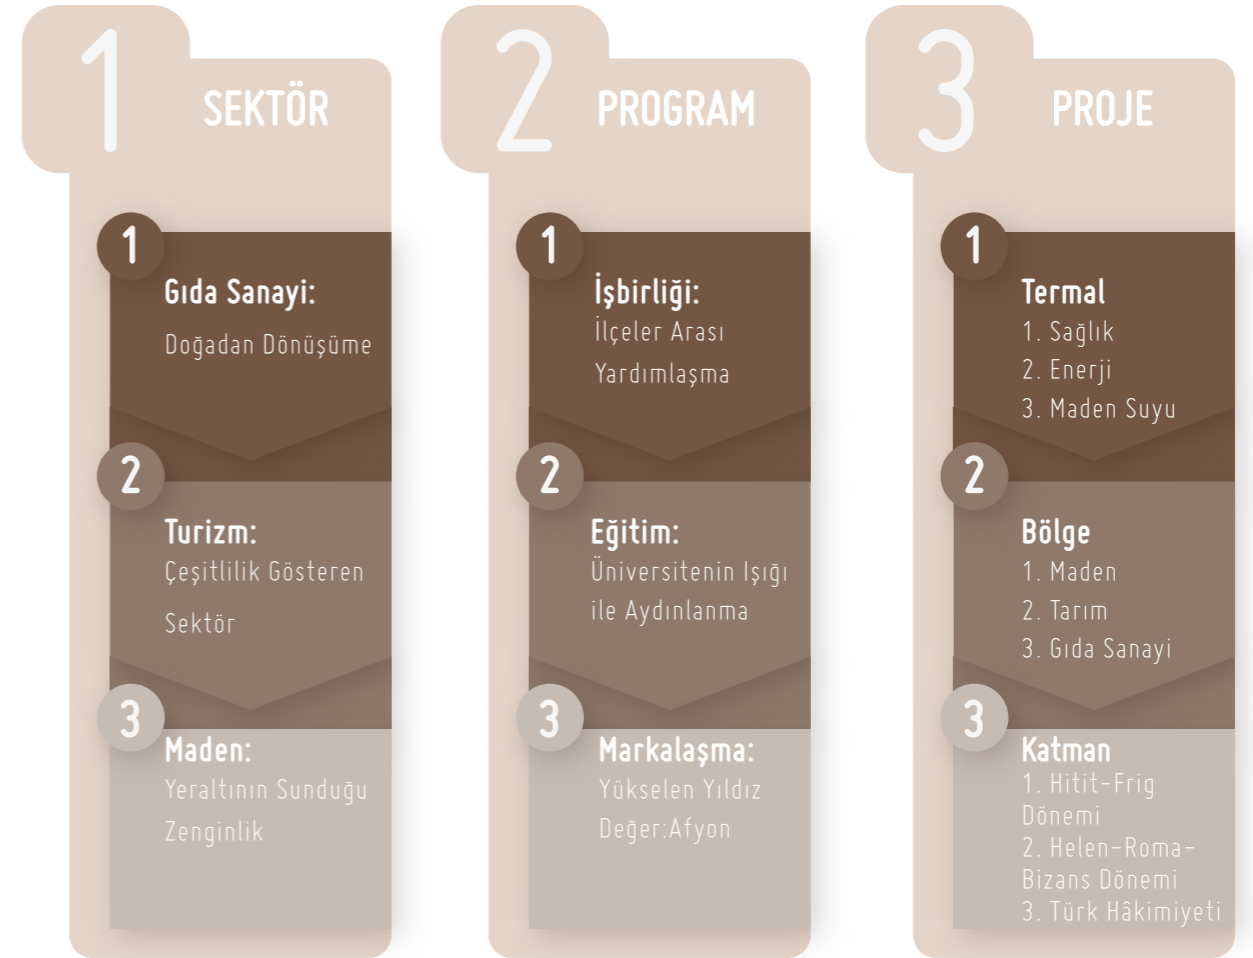 1
SEKTÖR
1
Gıda Sanayi:
Doğadan Dönüşüme
2
Turizm:
Çeşitlilik Gösteren
Sektör
3
Maden:
Yeraltının Sunduğu
Zenginlik
2
PROGRAM
1
İşbirliği:
İlçeler Arası
Yardımlaşma
2
Eğitim:
Üniversitenin Işığı
ile Aydınlanma
3
Markalaşma:
Yükselen Yıldız
Değer:Afyon
3
PROJE
1
Termal
1. Sağlık
2. Enerji
3. Maden Suyu
2
Bölge
1. Maden
2. Tarım
3. Gıda Sanayi
3
Katman
1. Hitit-Frig
Dönemi
2. Helen-Roma-
Bizans Dönemi
3. Türk Hâkimiyeti